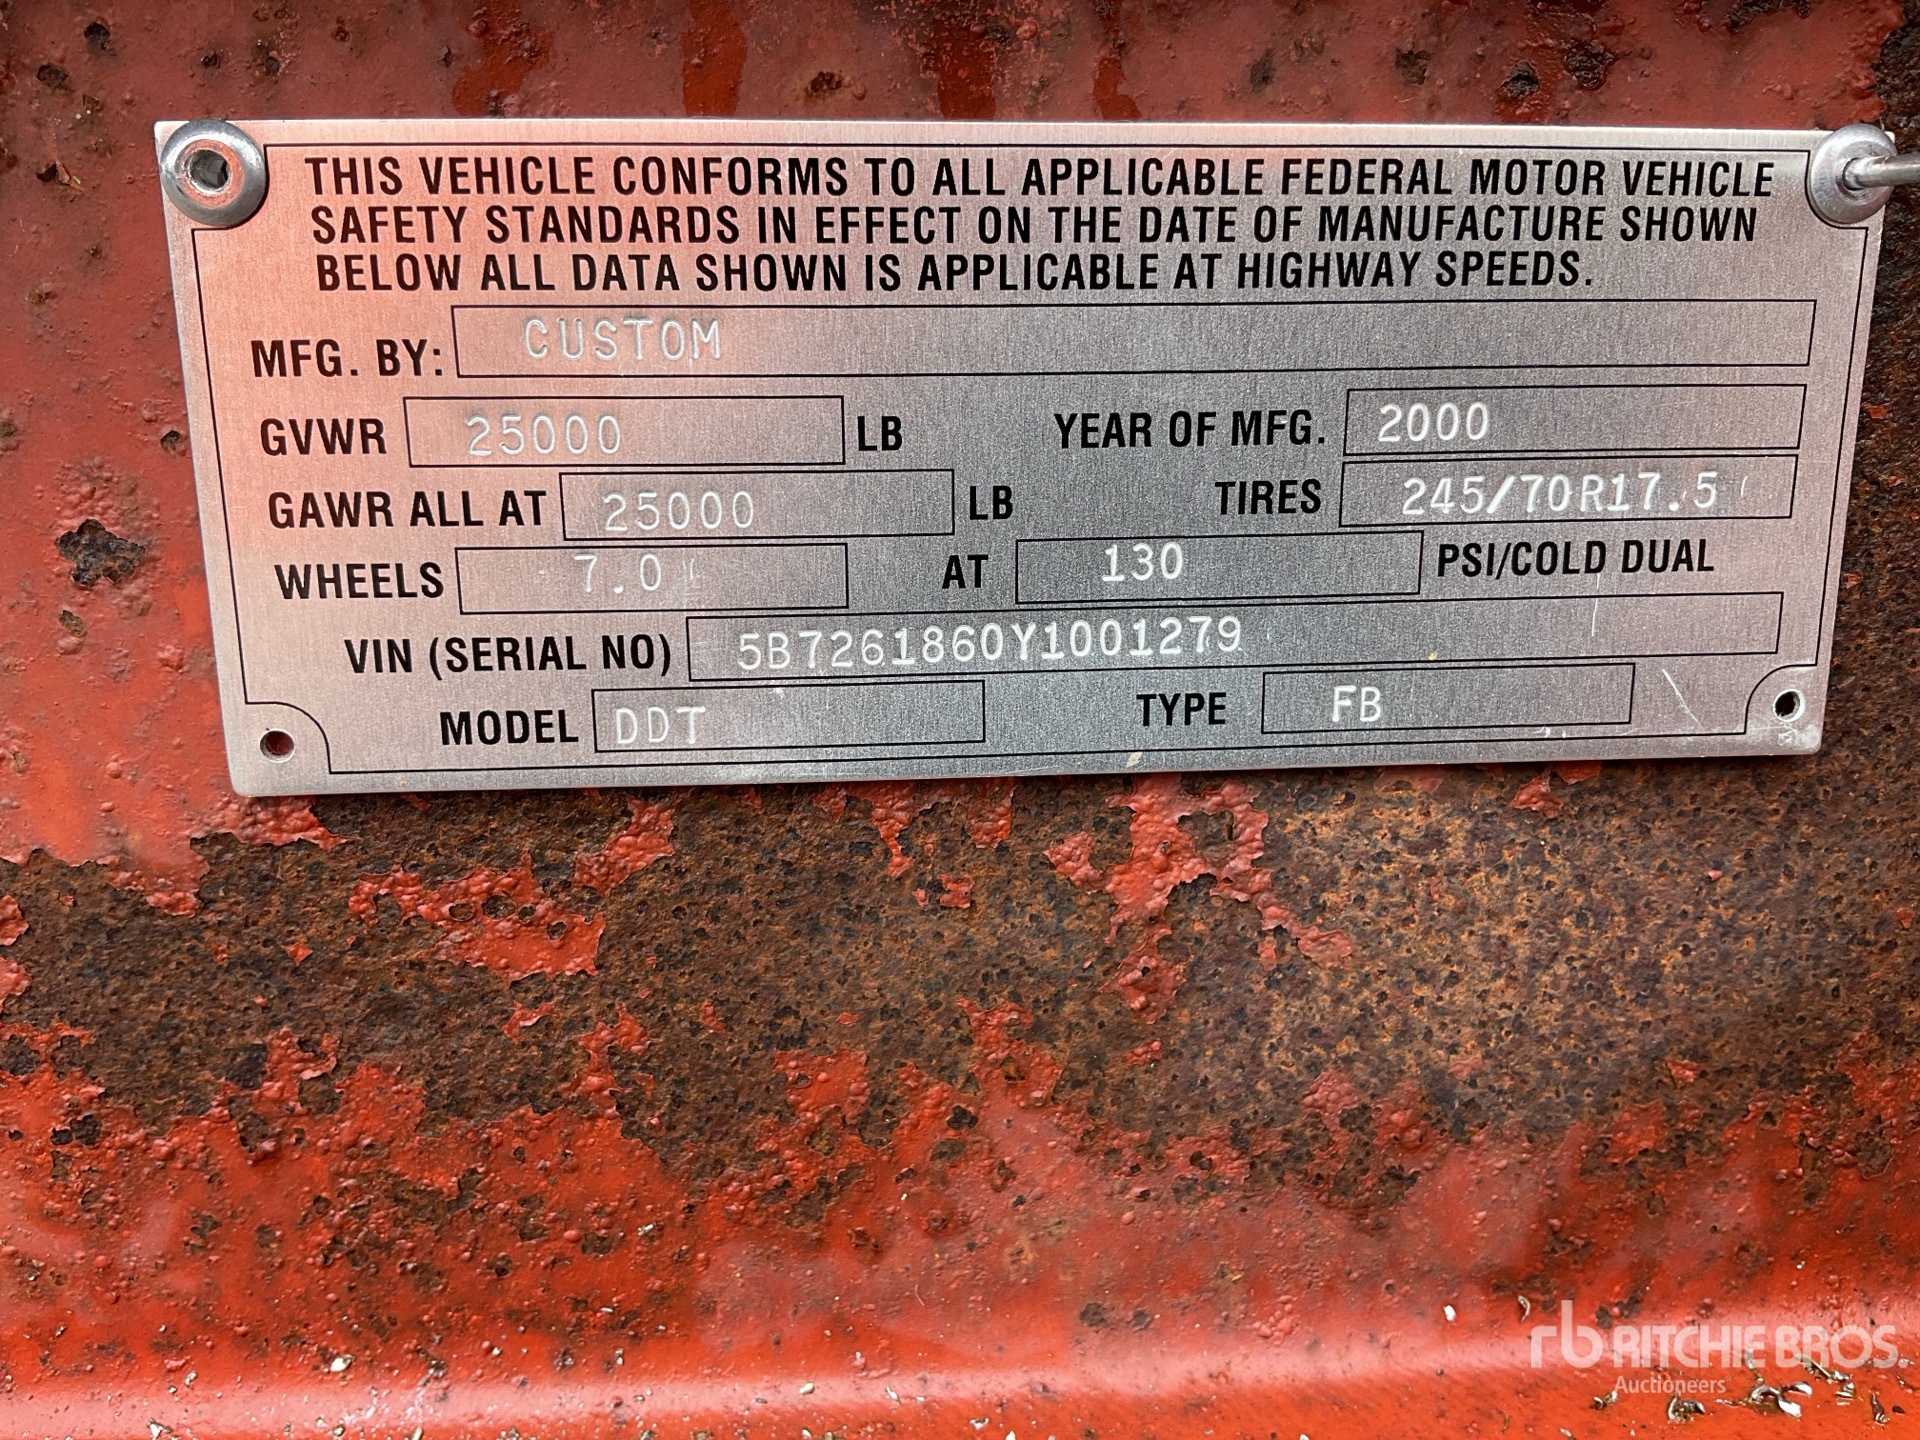 THIS VEHICLE CONFORMS TO ALL APPLICABLE FEDERAL MOTOR VEHICLE
SAFETY STANDARDS IN EFFECT ON THE DATE OF MANUFACTURE SHOWN
BELOW ALL DATA SHOWN IS APPLICABLE AT HIGHWAY SPEEDS.
MFG. BY: CUSTOM
GVWR 25000 LB YEAR OF MFG. 2000
GAWR ALL AT 25000 LB TIRES 245/70R17.5
WHEELS 7.0 AT 130 PSI/COLD DUAL
VIN (SERIAL NO) 5B7261860Y1001279
MODEL DDT TYPE FB
rb RITCHIE BROS.
Auctioneers